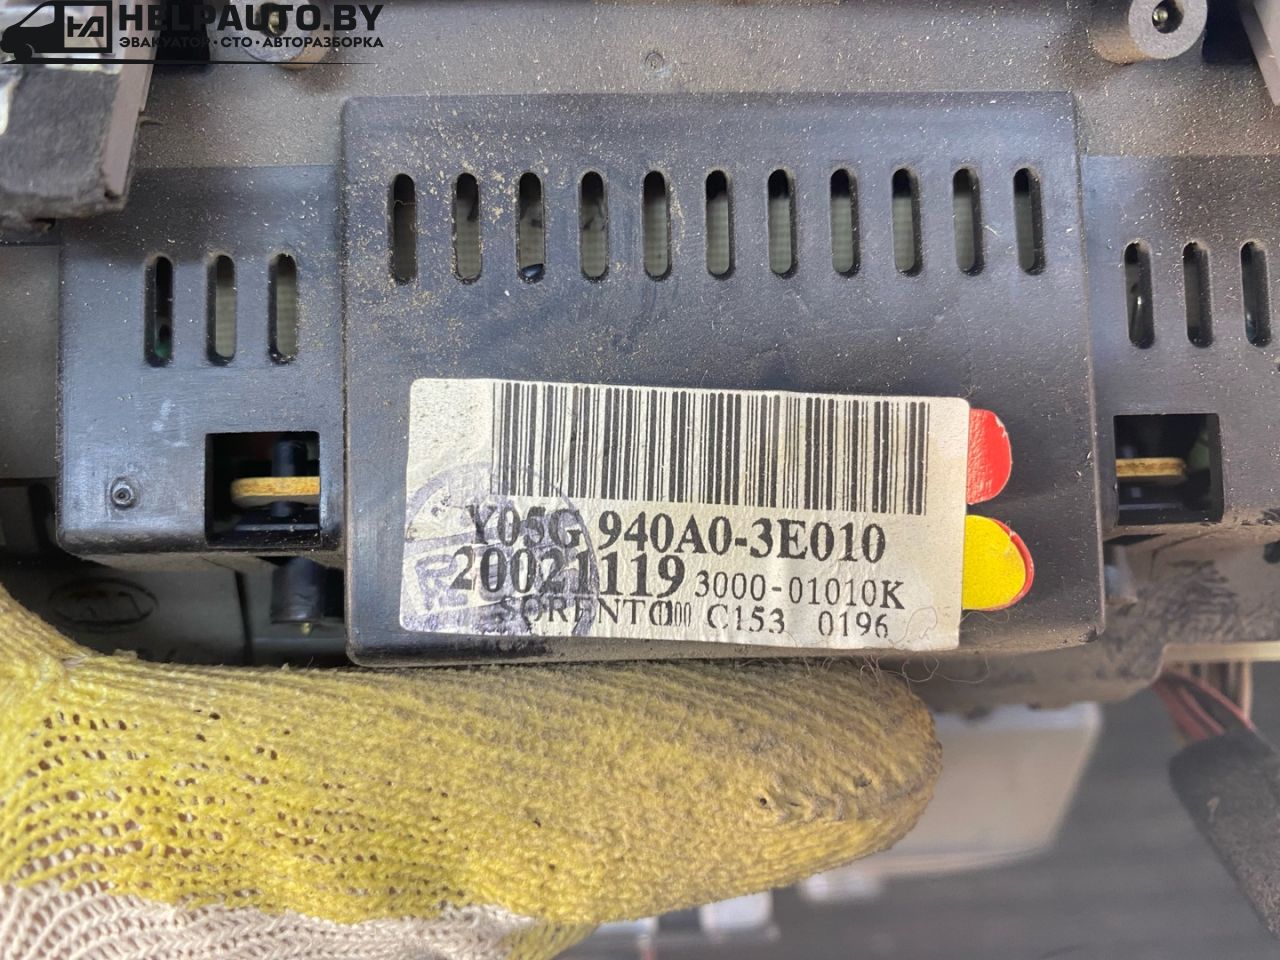 HELPAUTO.BY
ЭВАКУАТОР · СТО · АВТОРАЗБОРКА
Y05G 940A0-3E010
20021119 3000-01010K
SORENTO C153 0196